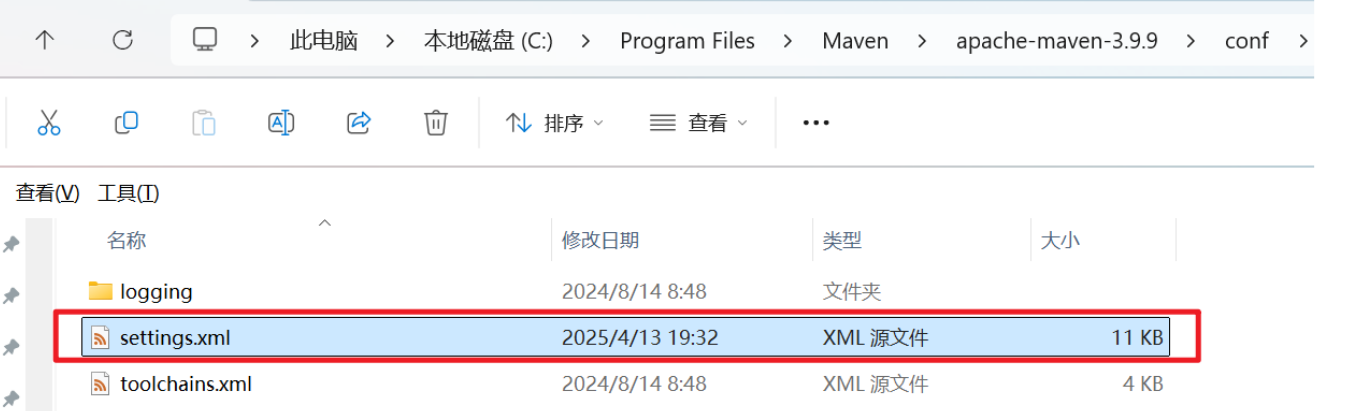 此电脑 > 本地磁盘 (C:) > Program Files > Maven > apache-maven-3.9.9 > conf >
排序 查看 •••
查看(V) 工具(T)
名称 修改日期 类型 大小
logging 2024/8/14 8:48 文件夹
settings.xml 2025/4/13 19:32 XML 源文件 11 KB
toolchains.xml 2024/8/14 8:48 XML 源文件 4 KB